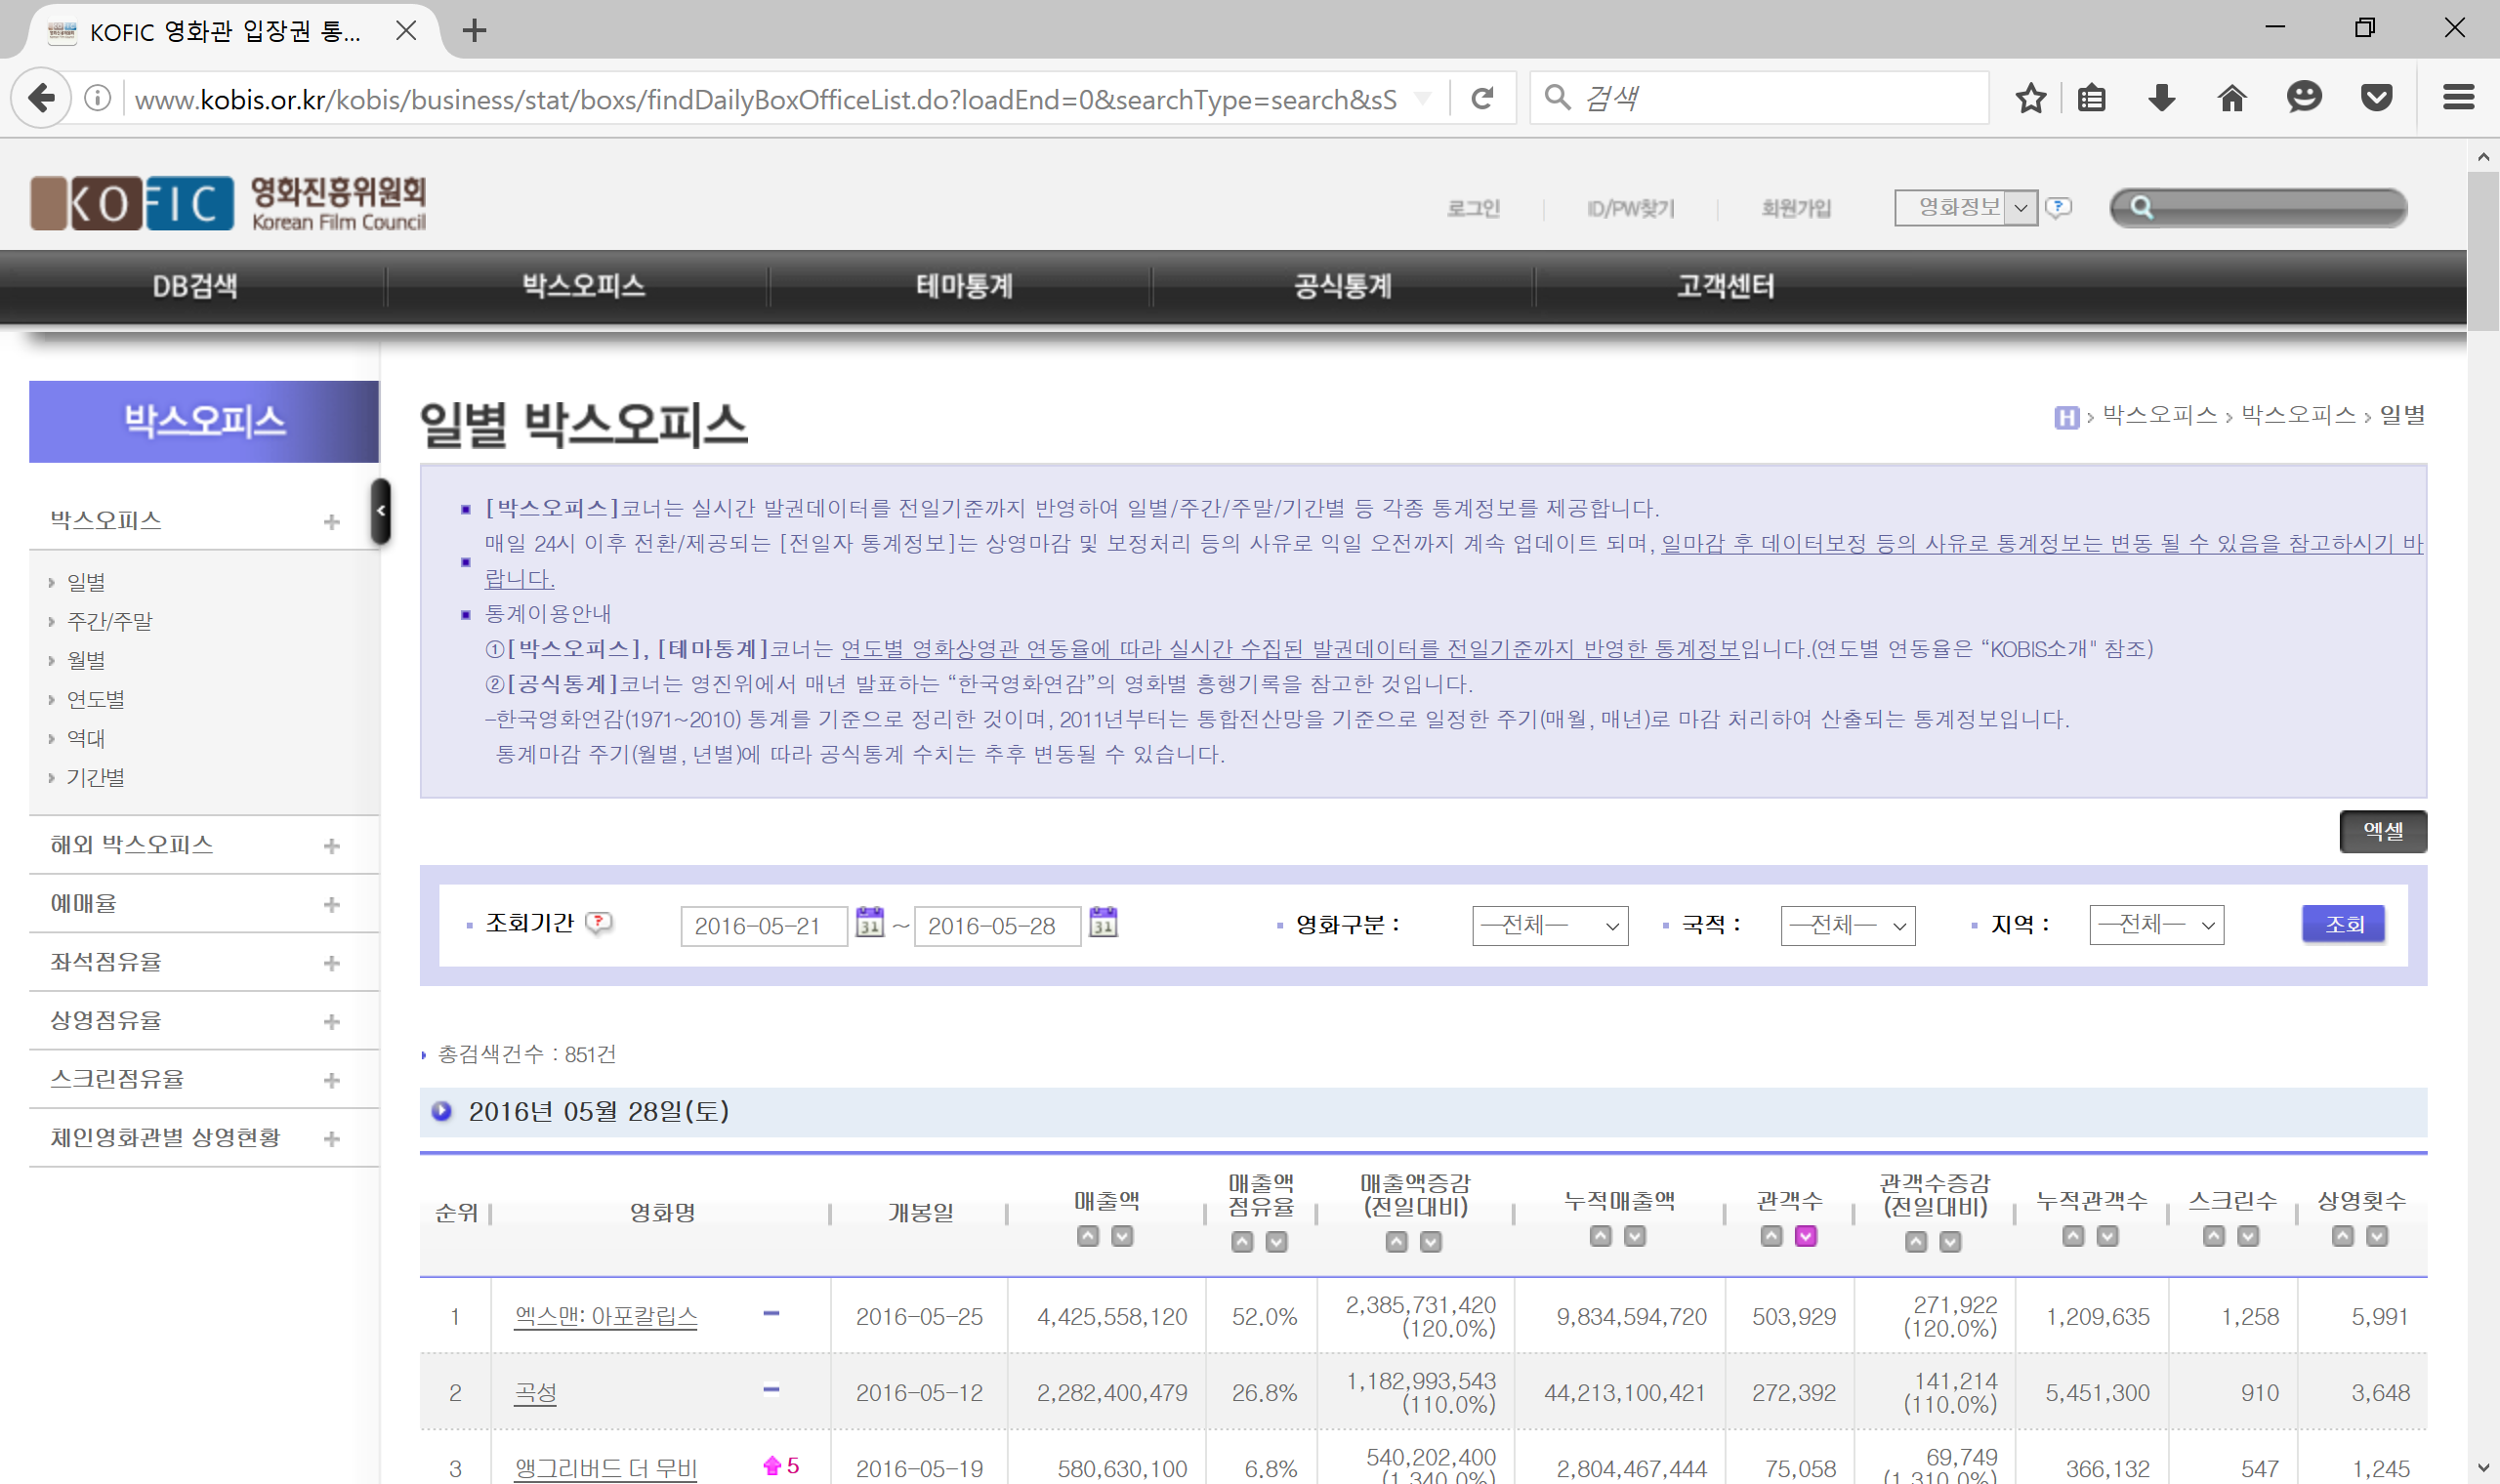 KOFIC 영화관 입장권 통...
www.kobis.or.kr/kobis/business/stat/boxs/findDailyBoxOfficeList.do?loadEnd=0&searchType=search&sS
검색
KOFIC 영화진흥위원회
Korean Film Council
로그인 ID/PW찾기 회원가입 영화정보
DB검색 박스오피스 테마통계 공식통계 고객센터
박스오피스
박스오피스
일별
주간/주말
월별
연도별
역대
기간별
해외 박스오피스
예매율
좌석점유율
상영점유율
스크린점유율
체인영화관별 상영현황
일별 박스오피스
H > 박스오피스 > 박스오피스 > 일별
[박스오피스]코너는 실시간 발권데이터를 전일기준까지 반영하여 일별/주간/주말/기간별 등 각종 통계정보를 제공합니다.
매일 24시 이후 전환/제공되는 [전일자 통계정보]는 상영마감 및 보정처리 등의 사유로 익일 오전까지 계속 업데이트 되며, 일마감 후 데이터보정 등의 사유로 통계정보는 변동 될 수 있음을 참고하시기 바
랍니다.
통계이용안내
①[박스오피스], [테마통계]코너는 연도별 영화상영관 연동율에 따라 실시간 수집된 발권데이터를 전일기준까지 반영한 통계정보입니다.(연도별 연동율은 “KOBIS소개" 참조)
②[공식통계]코너는 영진위에서 매년 발표하는 “한국영화연감”의 영화별 흥행기록을 참고한 것입니다.
-한국영화연감(1971~2010) 통계를 기준으로 정리한 것이며, 2011년부터는 통합전산망을 기준으로 일정한 주기(매월, 매년)로 마감 처리하여 산출되는 통계정보입니다.
통계마감 주기(월별, 년별)에 따라 공식통계 수치는 추후 변동될 수 있습니다.
엑셀
조회기간 2016-05-21 31 ~ 2016-05-28 31 영화구분 : —전체— 국적 : —전체— 지역 : —전체— 조회
총검색건수 : 851건
2016년 05월 28일(토)
순위 영화명 개봉일 매출액 매출액 점유율 매출액증감 (전일대비) 누적매출액 관객수 관객수증감 (전일대비) 누적관객수 스크린수 상영횟수
1 엑스맨: 아포칼립스 2016-05-25 4,425,558,120 52.0% 2,385,731,420 (120.0%) 9,834,594,720 503,929 271,922 (120.0%) 1,209,635 1,258 5,991
2 곡성 2016-05-12 2,282,400,479 26.8% 1,182,993,543 (110.0%) 44,213,100,421 272,392 141,214 (110.0%) 5,451,300 910 3,648
3 앵그리버드 더 무비 5 2016-05-19 580,630,100 6.8% 540,202,400 (1,340.0%) 2,804,467,444 75,058 69,749 (1,310.0%) 366,132 547 1,245